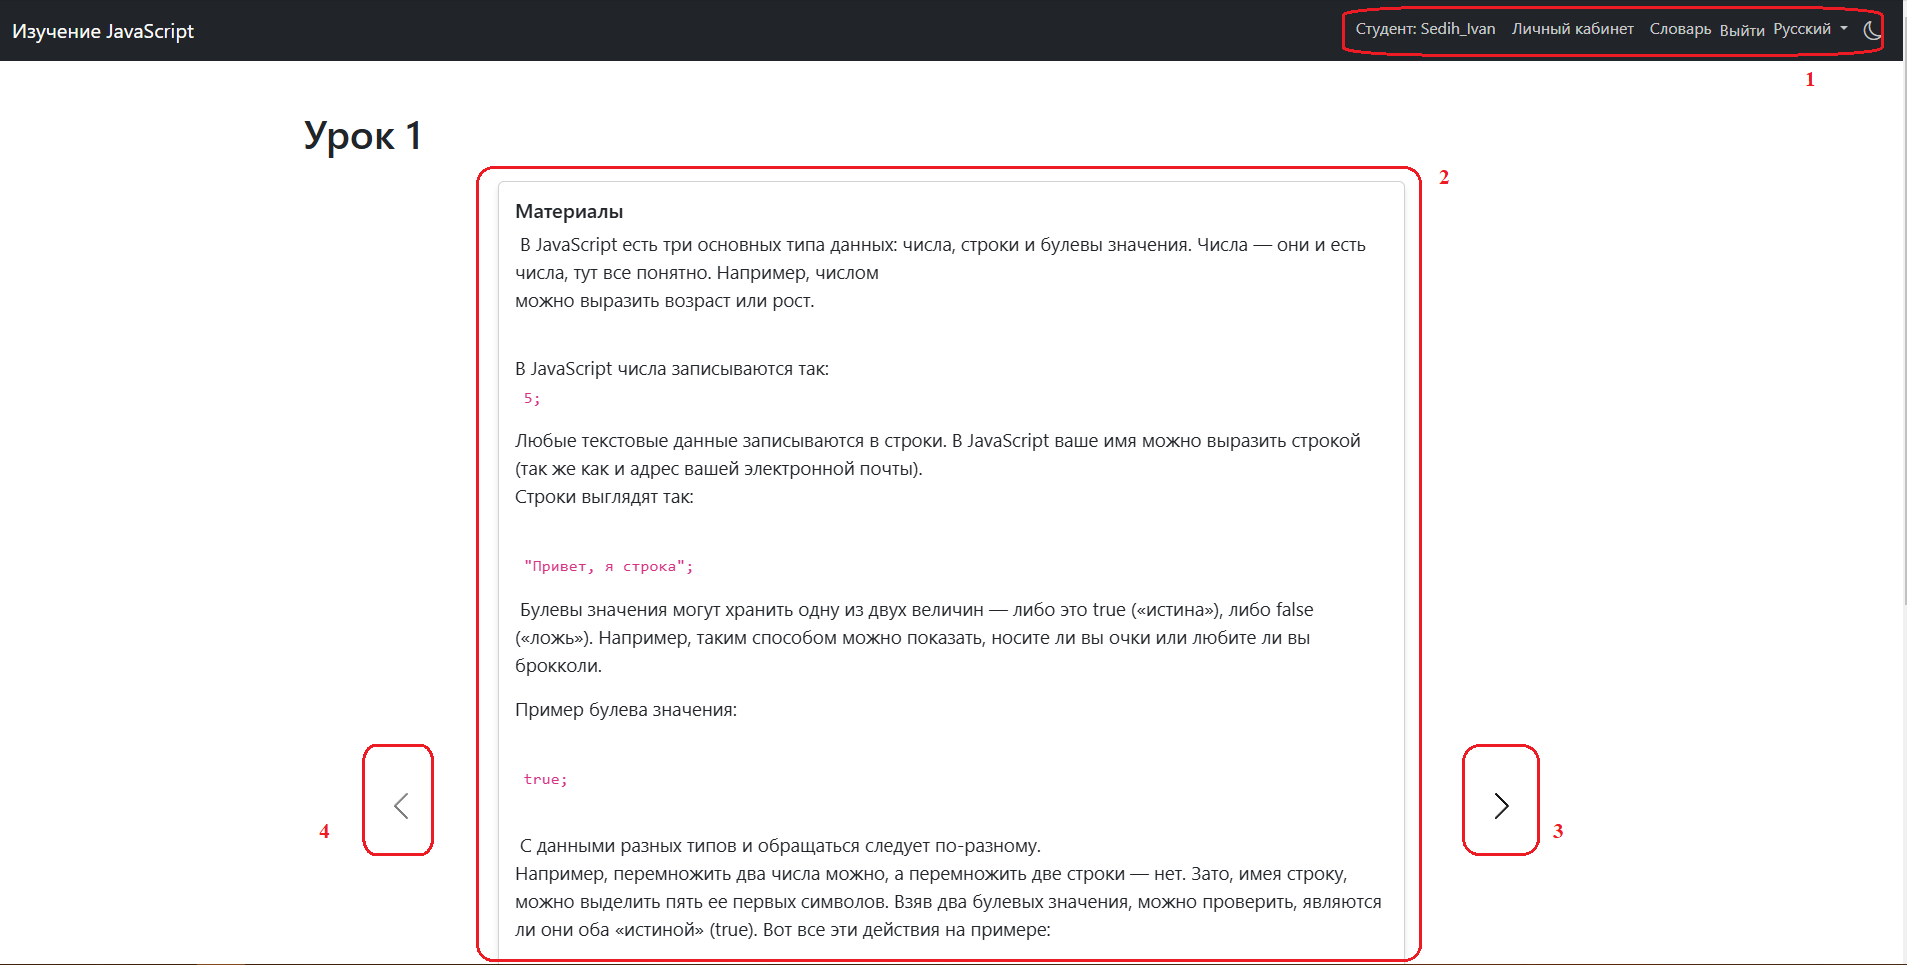 Изучение JavaScript
Студент: Sedih_Ivan Личный кабинет Словарь Выйти Русский
1
Урок 1
2
Материалы
В JavaScript есть три основных типа данных: числа, строки и булевы значения. Числа — они и есть
числа, тут все понятно. Например, числом
можно выразить возраст или рост.
В JavaScript числа записываются так:
5;
Любые текстовые данные записываются в строки. В JavaScript ваше имя можно выразить строкой
(так же как и адрес вашей электронной почты).
Строки выглядят так:
"Привет, я строка";
Булевы значения могут хранить одну из двух величин — либо это true («истина»), либо false
(«ложь»). Например, таким способом можно показать, носите ли вы очки или любите ли вы
брокколи.
Пример булева значения:
true;
4
3
С данными разных типов и обращаться следует по-разному.
Например, перемножить два числа можно, а перемножить две строки — нет. Зато, имея строку,
можно выделить пять ее первых символов. Взяв два булевых значения, можно проверить, являются
ли они оба «истиной» (true). Вот все эти действия на примере: